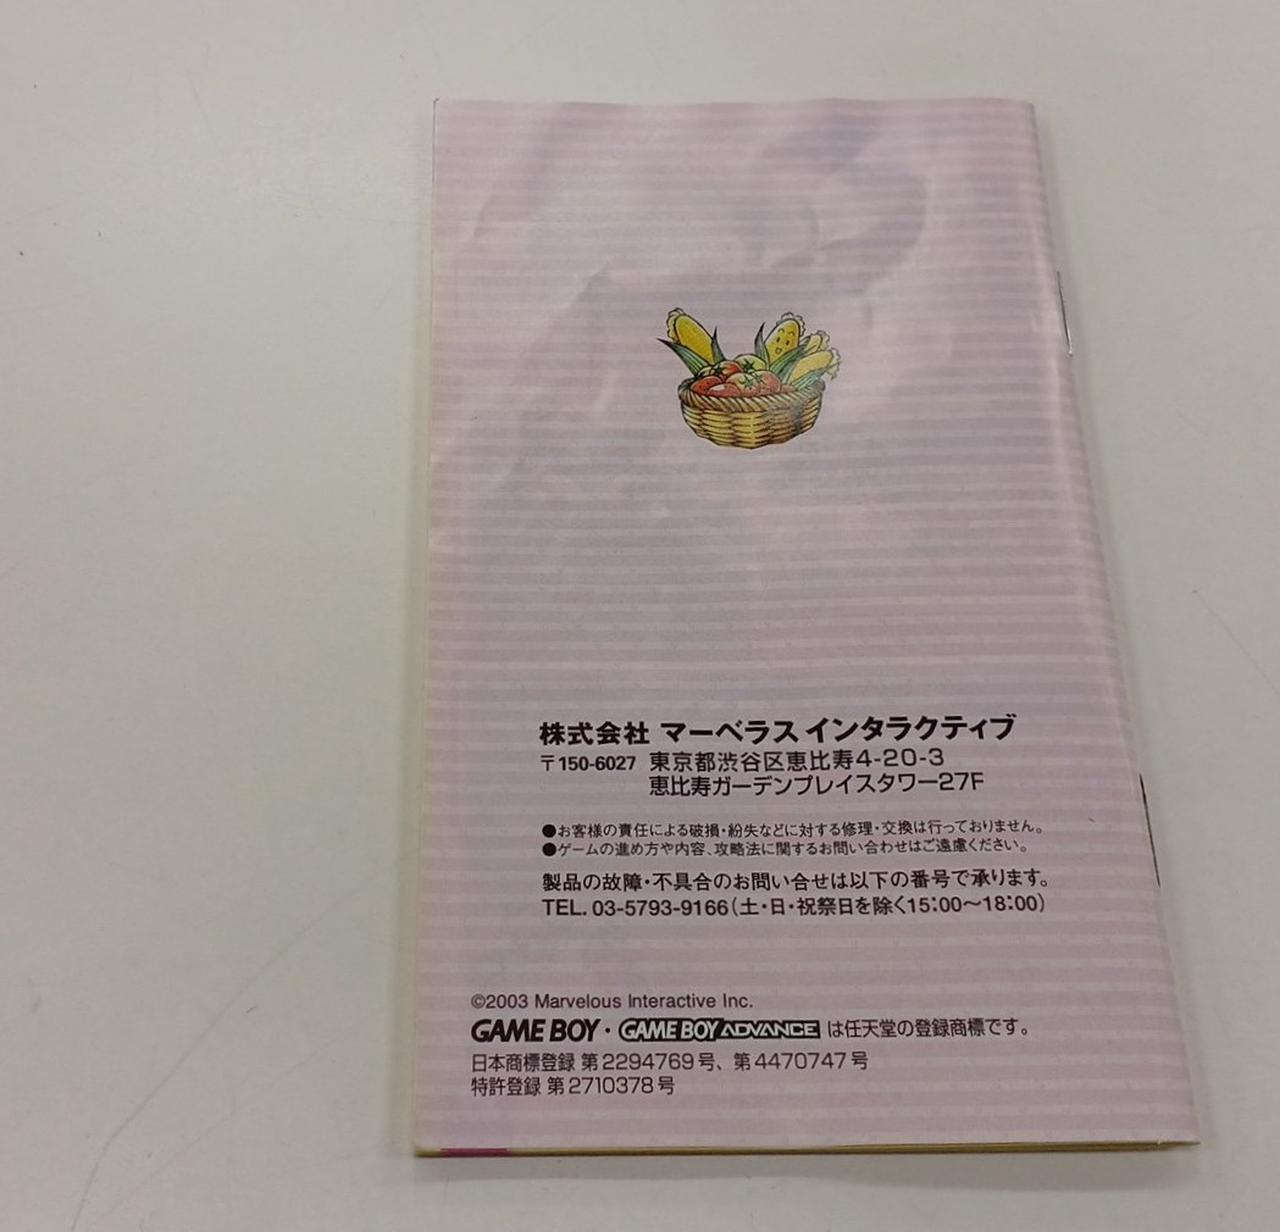 株式会社 マーベラス インタラクティブ
〒150-6027 東京都渋谷区恵比寿4-20-3
恵比寿ガーデンプレイスタワー27F
●お客様の責任による破損・紛失などに対する修理・交換は行っておりません。
●ゲームの進め方や内容、攻略法に関するお問い合わせはご遠慮ください。
製品の故障・不具合のお問い合せは以下の番号で承ります。
TEL. 03-5793-9166(土・日・祝祭日を除く15:00〜18:00)
©2003 Marvelous Interactive Inc.
GAME BOY・GAME BOY ADVANCE は任天堂の登録商標です。
日本商標登録 第2294769号、第4470747号
特許登録 第2710378号